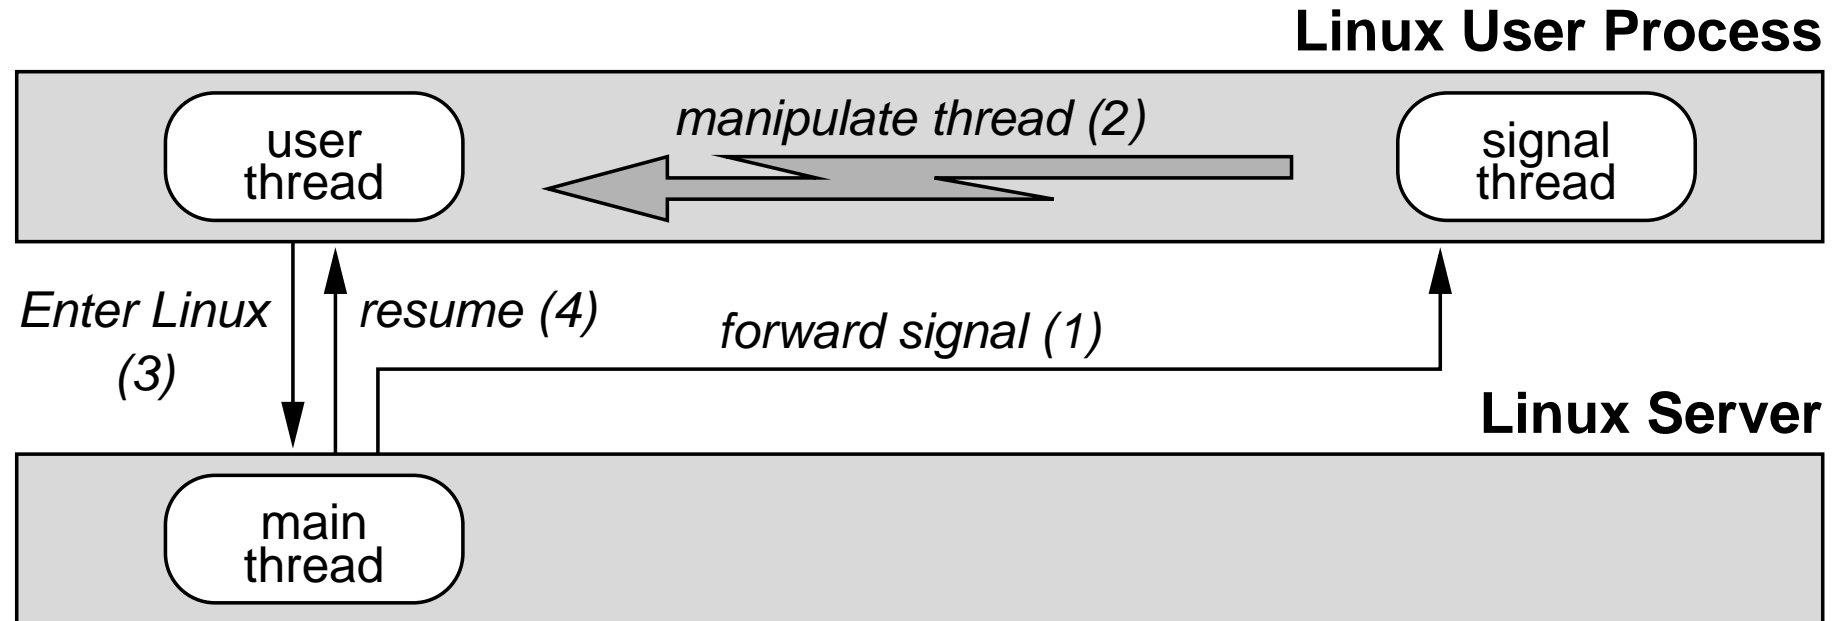 Linux User Process
user
thread
manipulate thread (2)
signal
thread
Enter Linux
(3)
resume (4)
forward signal (1)
Linux Server
main
thread